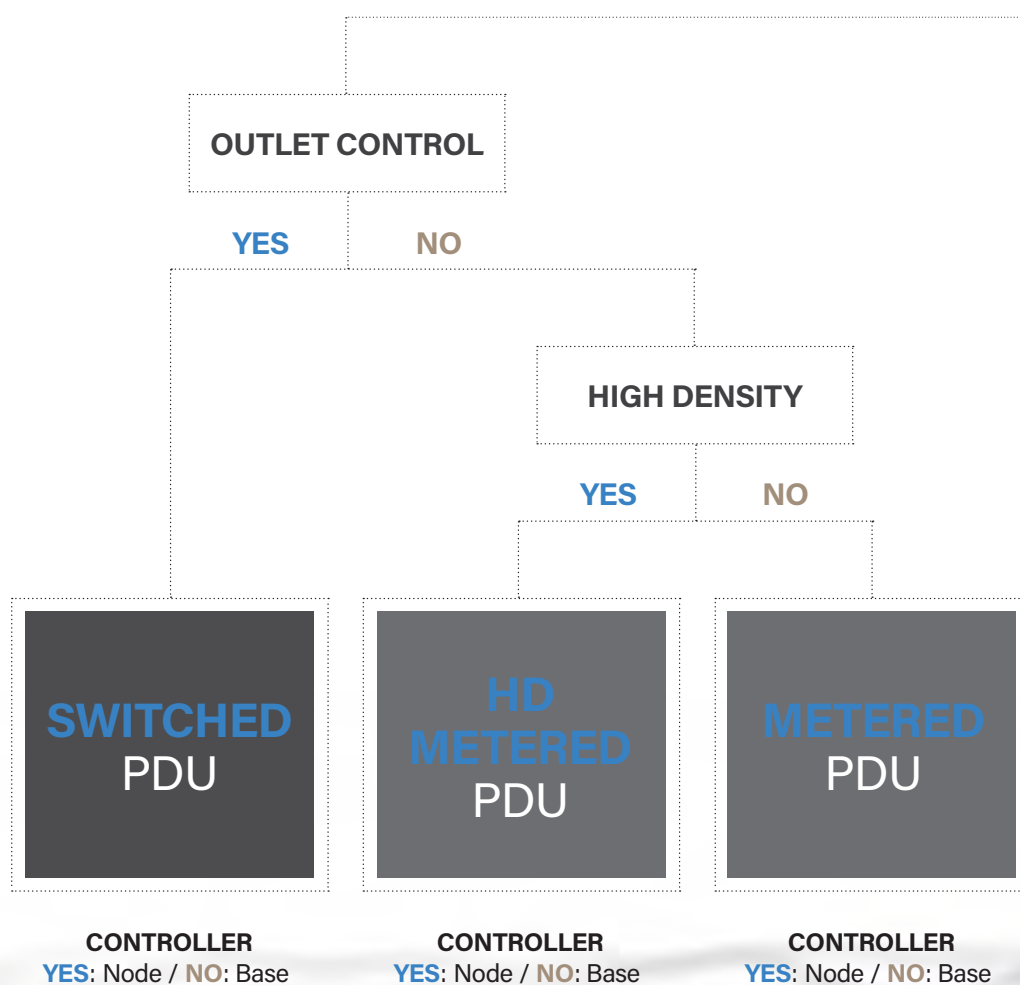 OUTLET CONTROL
YES
NO
HIGH DENSITY
YES
NO
SWITCHED
PDU
HD
METERED
PDU
METERED
PDU
CONTROLLER
YES: Node / NO: Base
CONTROLLER
YES: Node / NO: Base
CONTROLLER
YES: Node / NO: Base